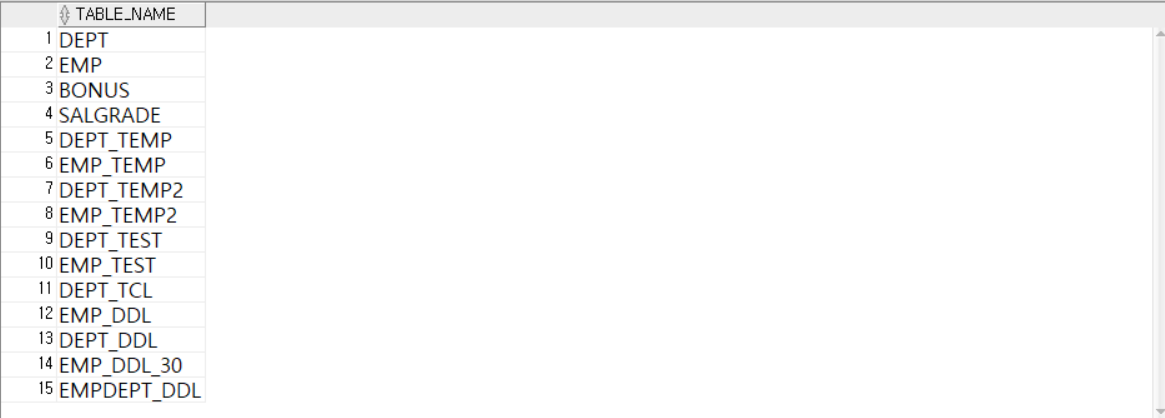 TABLE_NAME
1 DEPT
2 EMP
3 BONUS
4 SALGRADE
5 DEPT_TEMP
6 EMP_TEMP
7 DEPT_TEMP2
8 EMP_TEMP2
9 DEPT_TEST
10 EMP_TEST
11 DEPT_TCL
12 EMP_DDL
13 DEPT_DDL
14 EMP_DDL_30
15 EMPDEPT_DDL